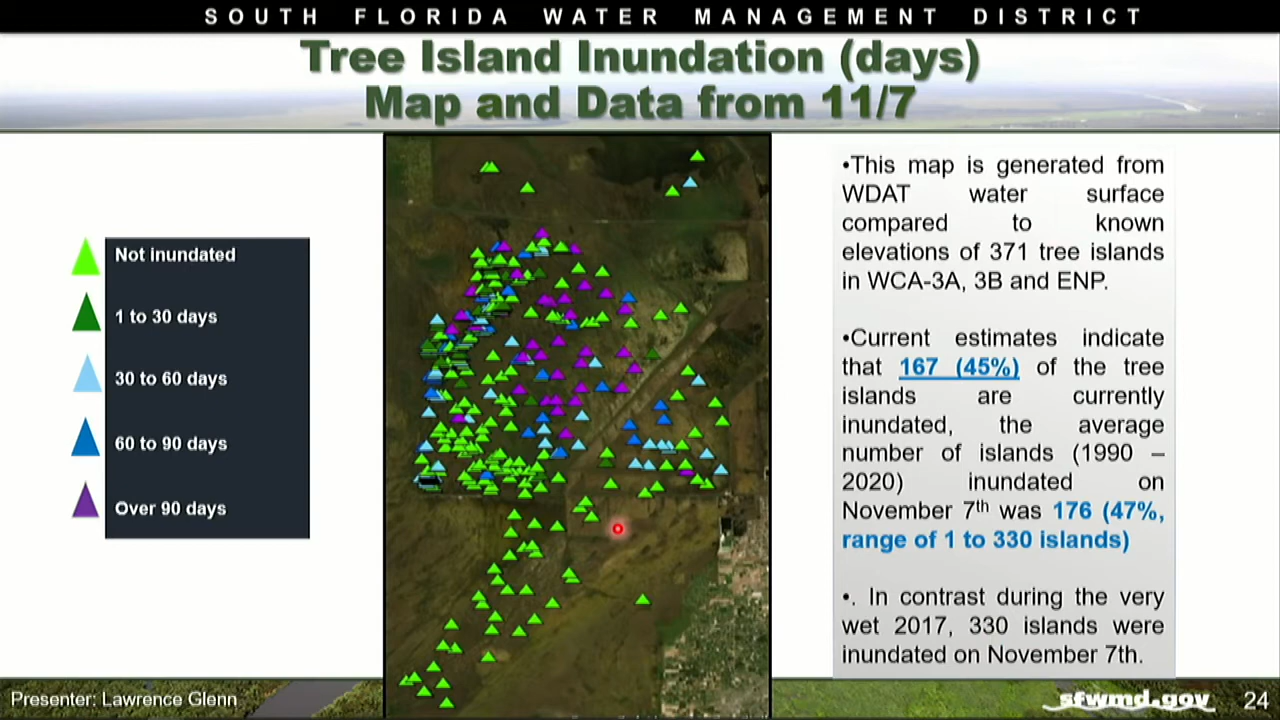 SOUTH FLORIDA WATER MANAGEMENT DISTRICT
Tree Island Inundation (days)
Map and Data from 11/7
Not inundated
1 to 30 days
30 to 60 days
60 to 90 days
Over 90 days
•This map is generated from
WDAT water surface
compared to known
elevations of 371 tree islands
in WCA-3A, 3B and ENP.
•Current estimates indicate
that 167 (45%) of the tree
islands are currently
inundated, the average
number of islands (1990 –
2020) inundated on
November 7th was 176 (47%,
range of 1 to 330 islands)
•. In contrast during the very
wet 2017, 330 islands were
inundated on November 7th.
Presenter: Lawrence Glenn
sfwmd.gov
24